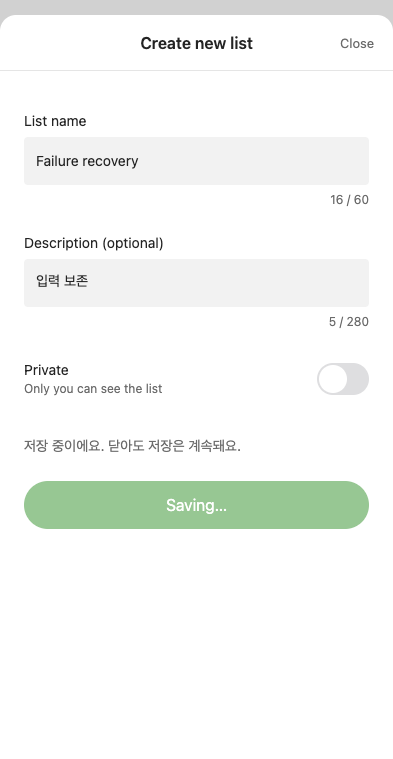 Create new list
Close
List name
Failure recovery
16 / 60
Description (optional)
입력 보존
5 / 280
Private
Only you can see the list
저장 중이에요. 닫아도 저장은 계속돼요.
Saving...